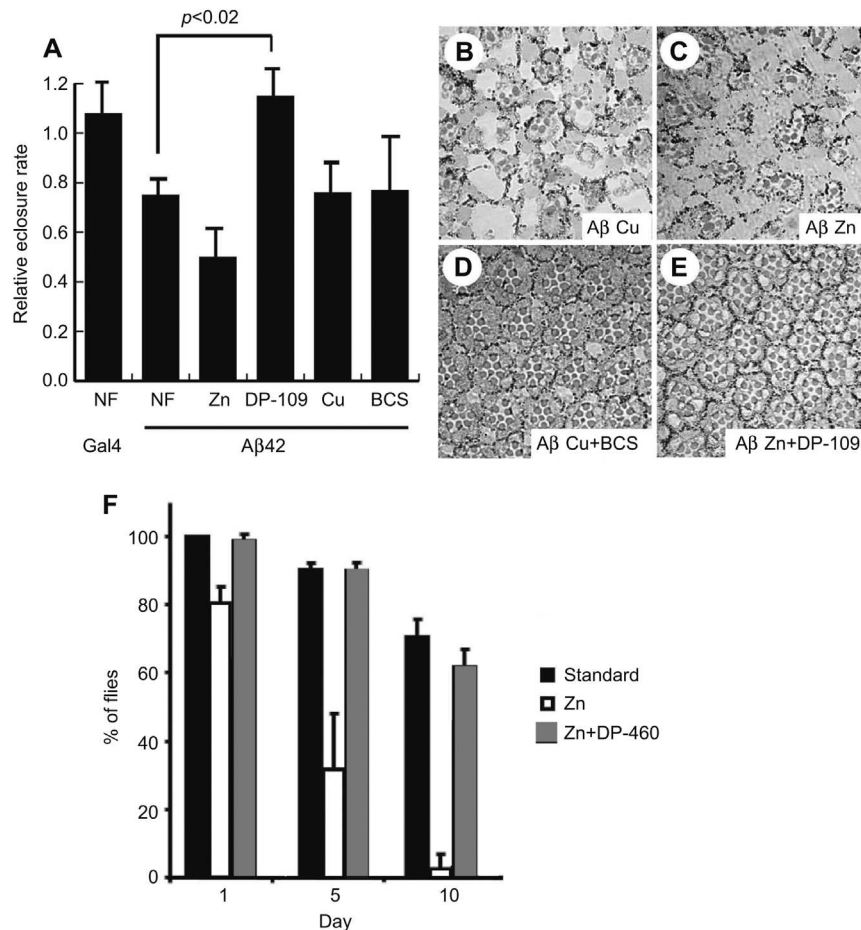 A
p<0.02
Relative eclosure rate
1.2
1.0
0.8
0.6
0.4
0.2
0.0
NF NF Zn DP-109 Cu BCS
Gal4 Aβ42
B
Aβ Cu
C
Aβ Zn
D
Aβ Cu+BCS
E
Aβ Zn+DP-109
F
% of flies
100
80
60
40
20
0
1 5 10
Day
Standard
Zn
Zn+DP-460